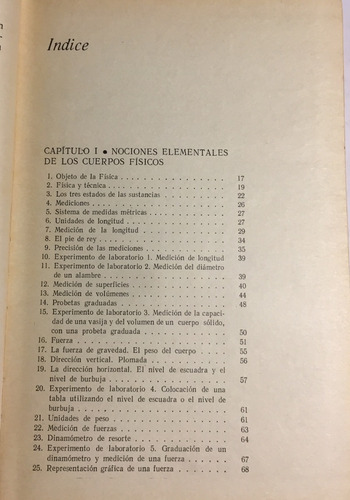 Indice
CAPÍTULO I • NOCIONES ELEMENTALES
DE LOS CUERPOS FÍSICOS
1. Objeto de la Física . . . . . . . . . . . . . . . . 17
2. Física y técnica . . . . . . . . . . . . . . . . 19
3. Los tres estados de las sustancias . . . . . . . . 22
4. Mediciones . . . . . . . . . . . . . . . . 26
5. Sistema de medidas métricas . . . . . . . . . . . 27
6. Unidades de longitud . . . . . . . . . . . . . . 27
7. Medición de la longitud . . . . . . . . . . . . 29
8. El pie de rey . . . . . . . . . . . . . . . . 34
9. Precisión de las mediciones . . . . . . . . . . . 35
10. Experimento de laboratorio 1. Medición de longitud 39
11. Experimento de laboratorio 2. Medición del diámetro
de un alambre . . . . . . . . . . . . . . . . 39
12. Medición de superficies . . . . . . . . . . . . 40
13. Medición de volúmenes . . . . . . . . . . . . 44
14. Probetas graduadas . . . . . . . . . . . . . . 48
15. Experimento de laboratorio 3. Medición de la capaci-
dad de una vasija y del volumen de un cuerpo sólido,
con una probeta graduada . . . . . . . . . . . 50
16. Fuerza . . . . . . . . . . . . . . . . 51
17. La fuerza de gravedad. El peso del cuerpo . . . . 55
18. Dirección vertical. Plomada . . . . . . . . . . . 56
19. La dirección horizontal. El nivel de escuadra y el
nivel de burbuja . . . . . . . . . . . . . . . . 57
20. Experimento de laboratorio 4. Colocación de una
tabla utilizando el nivel de escuadra o el nivel de
burbuja . . . . . . . . . . . . . . . . 61
21. Unidades de peso . . . . . . . . . . . . . . . . 61
22. Medición de fuerzas . . . . . . . . . . . . . . 63
23. Dinamómetro de resorte . . . . . . . . . . . . 64
24. Experimento de laboratorio 5. Graduación de un
dinamómetro y medición de una fuerza . . . . . . 67
25. Representación gráfica de una fuerza . . . . . . . 68